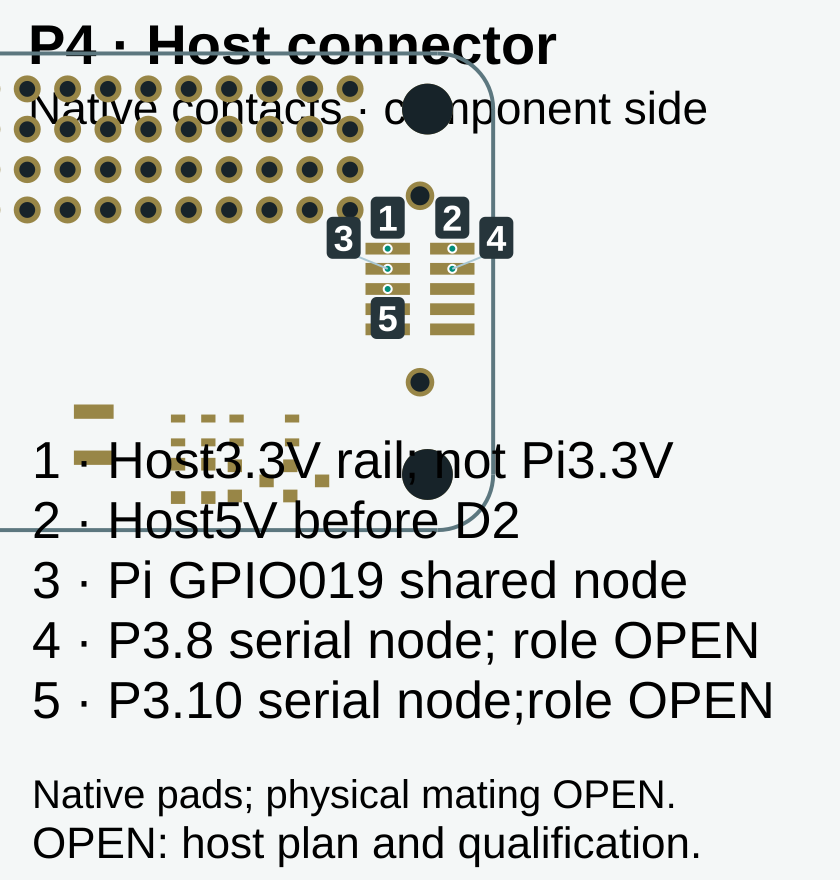 P4 · Host connector
Native contacts · component side
1 2
3 4
5
1 · Host3.3V rail; not Pi3.3V
2 · Host5V before D2
3 · Pi GPIO019 shared node
4 · P3.8 serial node; role OPEN
5 · P3.10 serial node;role OPEN
Native pads; physical mating OPEN.
OPEN: host plan and qualification.